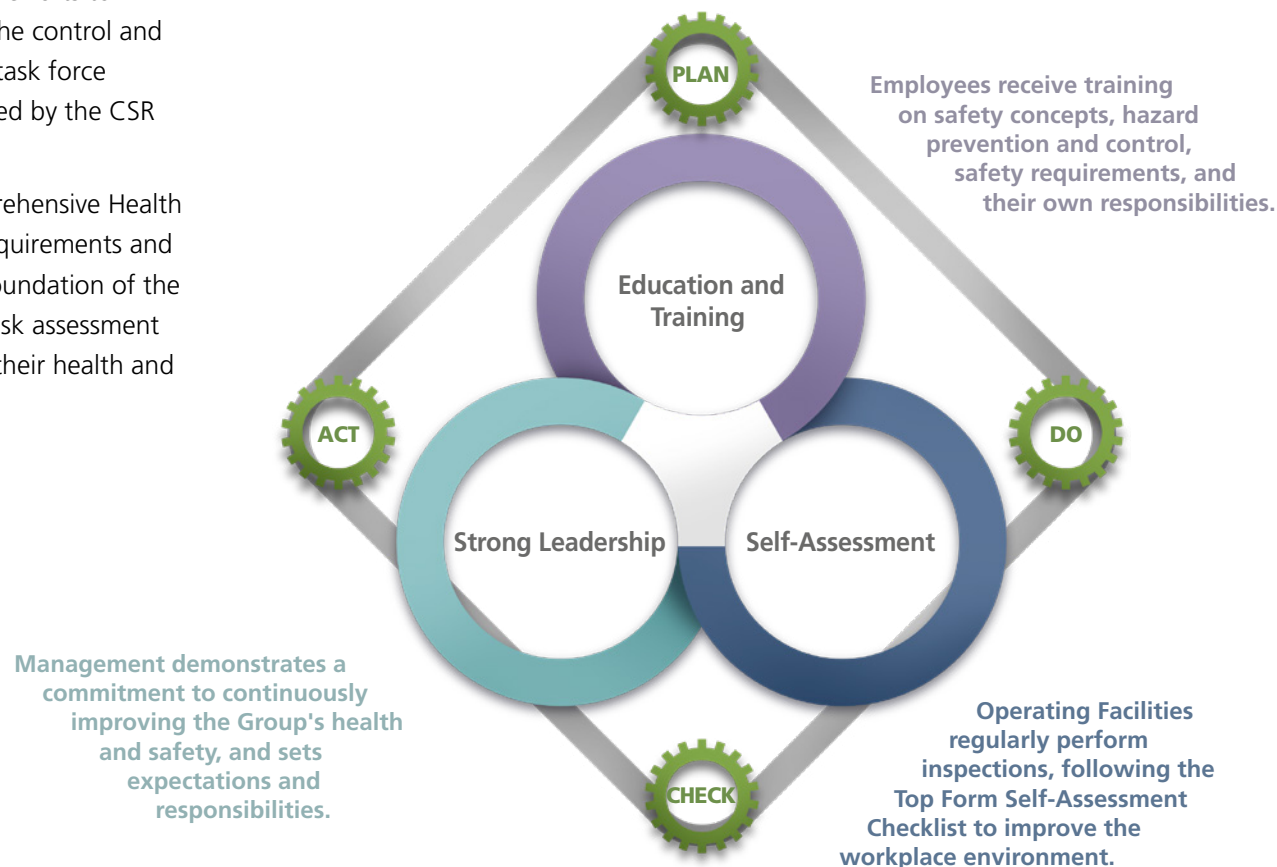 he control and
task force
ed by the CSR
rehensive Health
quirements and
oundation of the
sk assessment
their health and
PLAN
Employees receive training
on safety concepts, hazard
prevention and control,
safety requirements, and
their own responsibilities.
Education and
Training
ACT
DO
Strong Leadership
Self-Assessment
Management demonstrates a
commitment to continuously
improving the Group's health
and safety, and sets
expectations and
responsibilities.
CHECK
Operating Facilities
regularly perform
inspections, following the
Top Form Self-Assessment
Checklist to improve the
workplace environment.